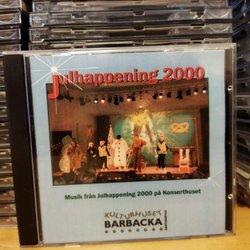 Julhappening 2000
Musik från Julhappening 2000 på Konserthuset
KULTURHUSET
BARBACKA